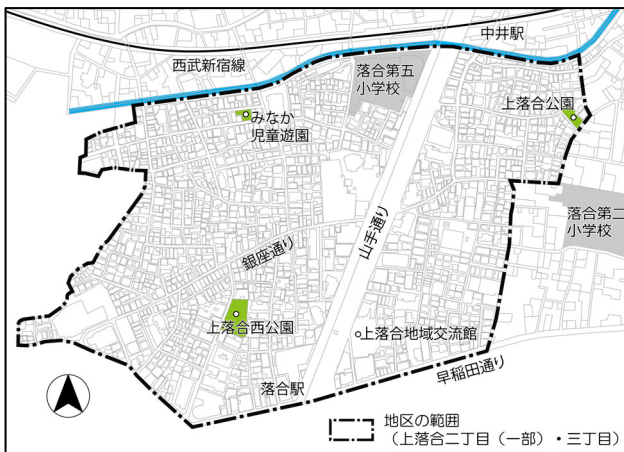 中井駅
西武新宿線
落合第五
小学校
上落合公園
みなか
児童遊園
落合第二
小学校
山手通り
銀座通り
上落合西公園
上落合地域交流館
早稲田通り
落合駅
地区の範囲
（上落合二丁目（一部）・三丁目）